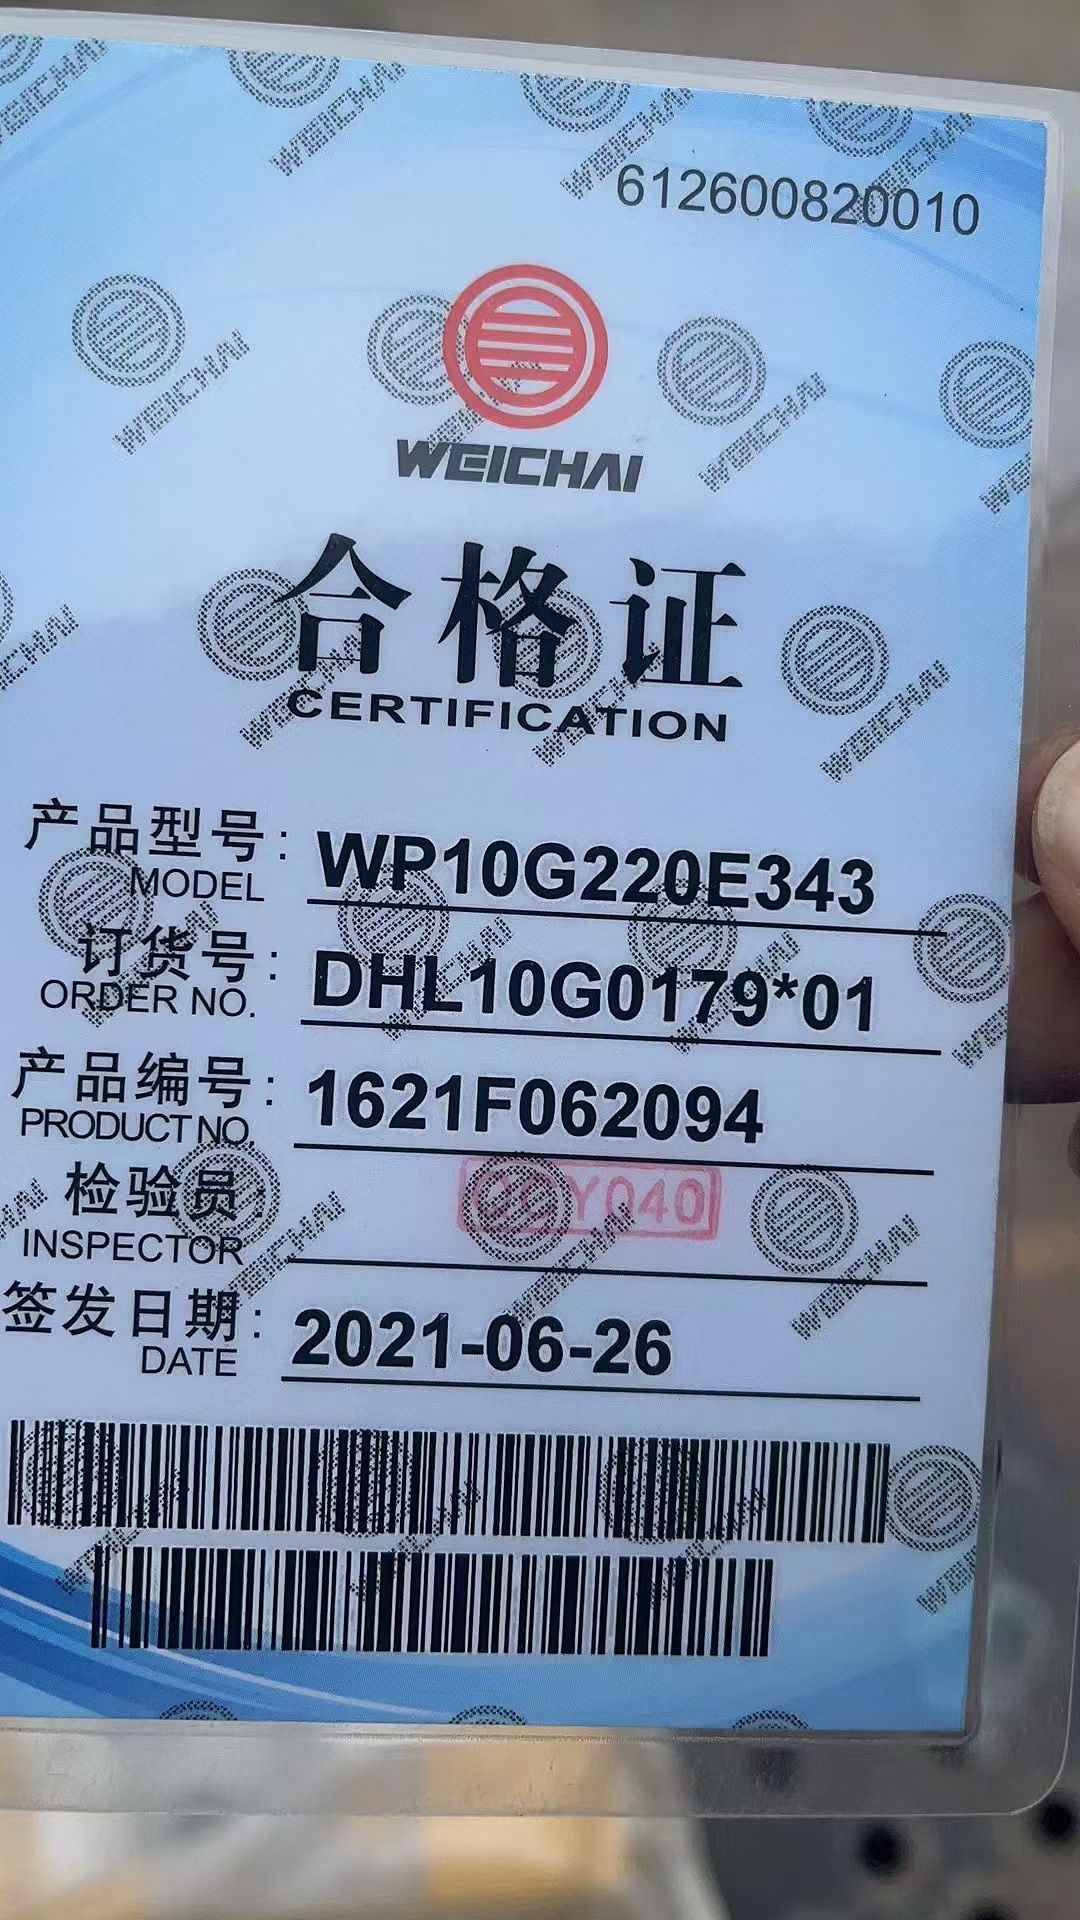 612600820010
WEICHAI
合格证
CERTIFICATION
产品型号: WP10G220E343
MODEL
订货号: DHL10G0179*01
ORDER NO.
产品编号: 1621F062094
PRODUCT NO.
检验员:
Y040
INSPECTOR
签发日期: 2021-06-26
DATE